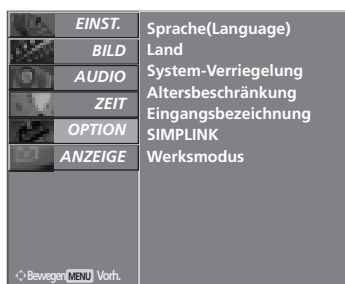 EINST.
BILD
AUDIO
ZEIT
OPTION
ANZEIGE
Sprache(Language)
Land
System-Verriegelung
Altersbeschränkung
Eingangsbezeichnung
SIMPLINK
Werksmodus
Bewegen MENU Vorh.